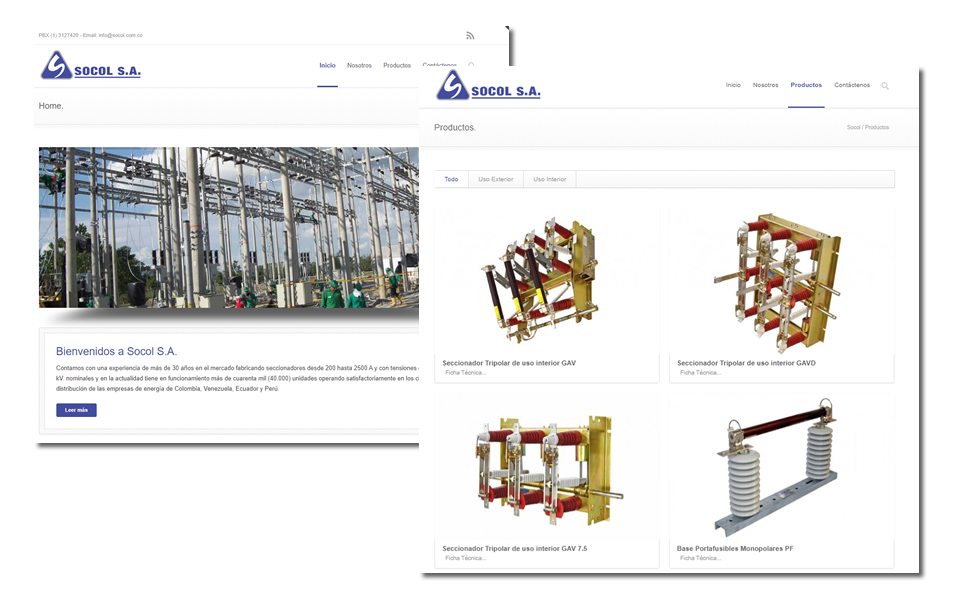 PBX (1) 3127420 - Email: info@socol.com.co
SOCOL S.A.
Inicio Nosotros Productos Contáctenos
Home.
Bienvenidos a Socol S.A.
Contamos con una experiencia de más de 30 años en el mercado fabricando seccionadores desde 200 hasta 2500 A y con tensiones
kV. nominales y en la actualidad tiene en funcionamiento más de cuarenta mil (40.000) unidades operando satisfactoriamente en los
distribución de las empresas de energía de Colombia, Venezuela, Ecuador y Perú.
Leer más
SOCOL S.A.
Inicio Nosotros Productos Contáctenos
Productos.
Socol / Productos
Todo Uso Exterior Uso Interior
Seccionador Tripolar de uso interior GAV
Ficha Técnica...
Seccionador Tripolar de uso interior GAVD
Ficha Técnica...
Seccionador Tripolar de uso interior GAV 7.5
Ficha Técnica...
Base Portafusibles Monopolares PF
Ficha Técnica...